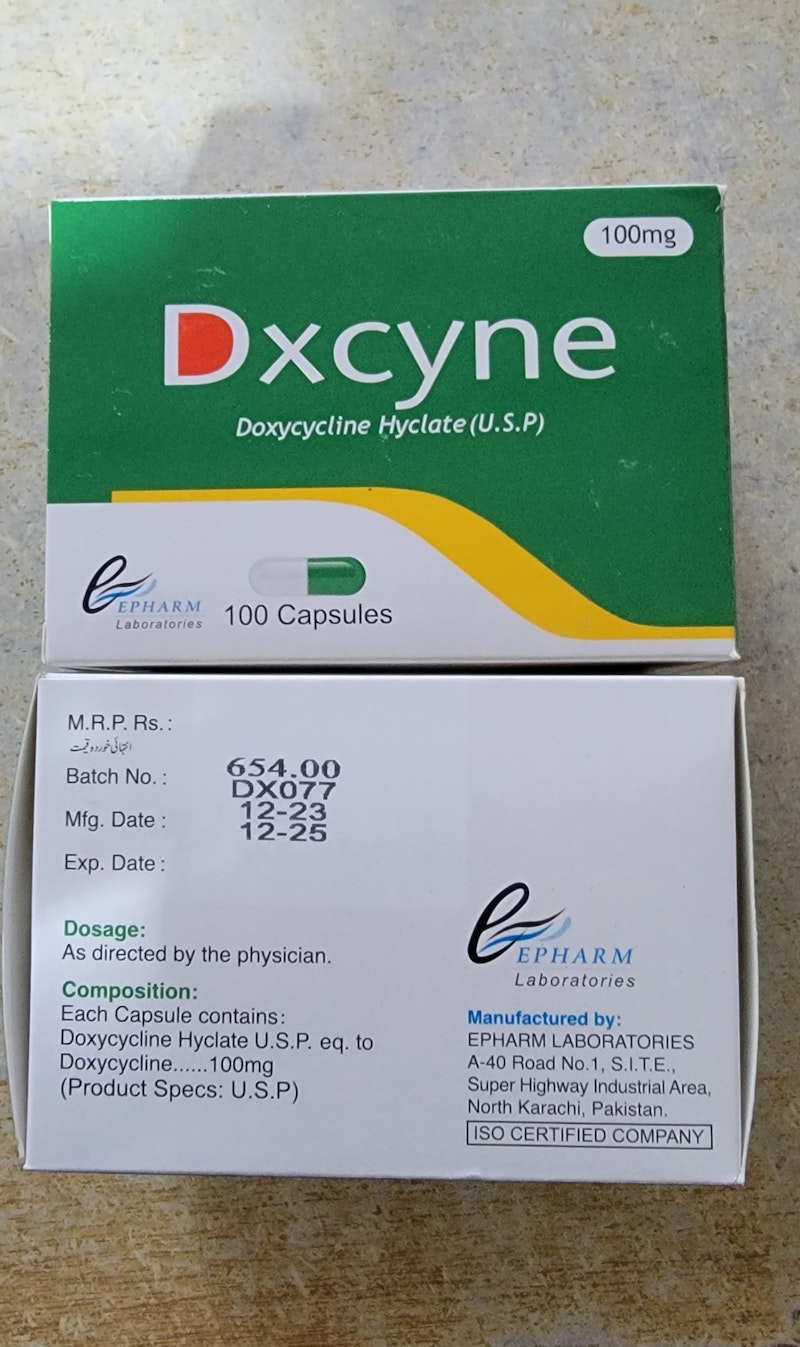 100mg
Dxcyne
Doxycycline Hyclate (U.S.P)
EPHARM
Laboratories
100 Capsules
M.R.P. Rs.:
انتہائی خوردہ قیمت
654.00
Batch No. :
DX077
Mfg. Date :
12-23
12-25
Exp. Date :
Dosage:
As directed by the physician.
Composition:
Each Capsule contains:
Doxycycline Hyclate U.S.P. eq. to
Doxycycline......100mg
(Product Specs: U.S.P)
EPHARM
Laboratories
Manufactured by:
EPHARM LABORATORIES
A-40 Road No.1, S.I.T.E.,
Super Highway Industrial Area,
North Karachi, Pakistan.
ISO CERTIFIED COMPANY